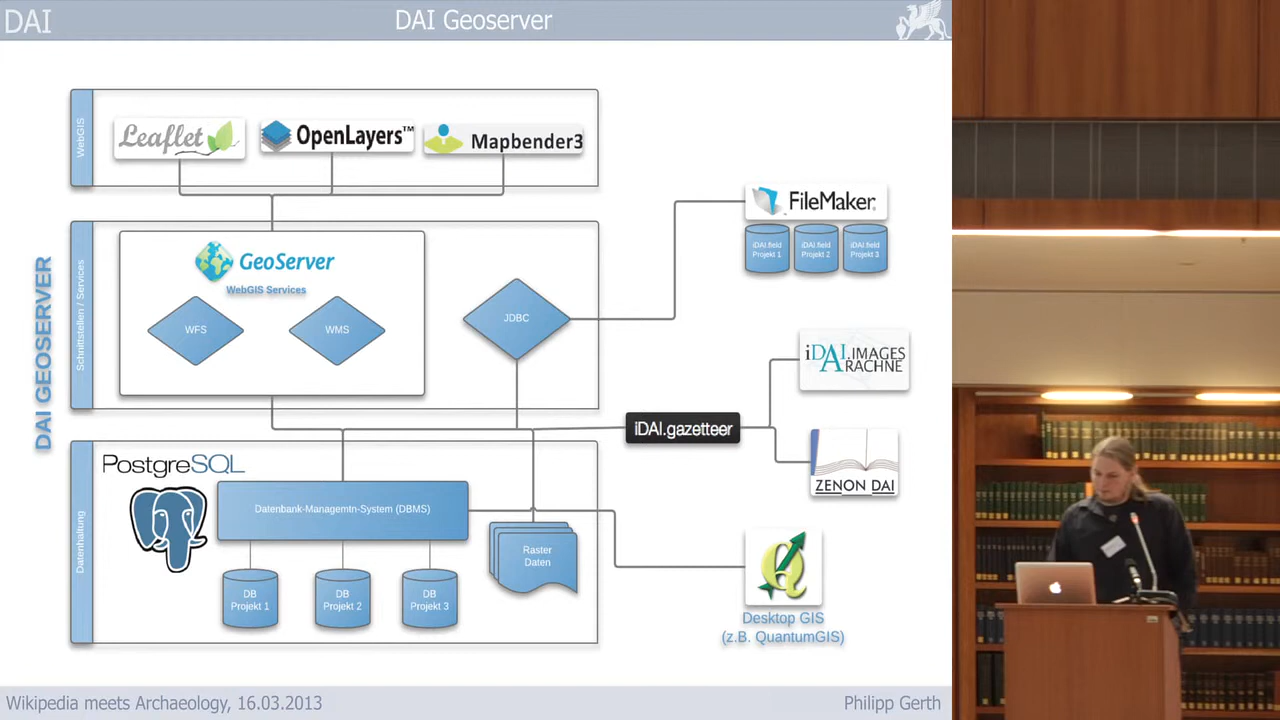 DAI
DAI Geoserver
DAI GEOSERVER
WebGIS
Leaflet
OpenLayers™
Mapbender3
Schnittstellen / Services
GeoServer
WebGIS Services
WFS
WMS
JDBC
FileMaker
iDAI.field
Projekt 1
iDAI.field
Projekt 2
iDAI.field
Projekt 3
iDAI.IMAGES
ARACHNE
iDAI.gazetteer
ZENON DAI
Datenhaltung
PostgreSQL
Datenbank-ManagemIn-System (DBMS)
DB
Projekt 1
DB
Projekt 2
DB
Projekt 3
Raster
Daten
Desktop GIS
(z.B. QuantumGIS)
Wikipedia meets Archaeology, 16.03.2013
Philipp Gerth